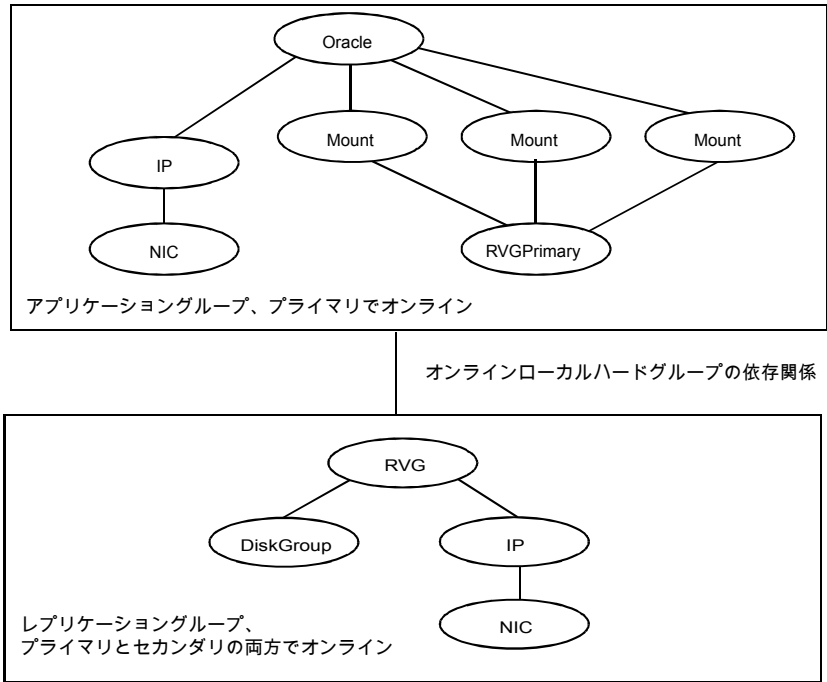 Oracle
Mount
Mount
Mount
IP
NIC
RVGPrimary
アプリケーショングループ、プライマリでオンライン
オンラインローカルハードグループの依存関係
RVG
DiskGroup
IP
NIC
レプリケーショングループ、
プライマリとセカンダリの両方でオンライン